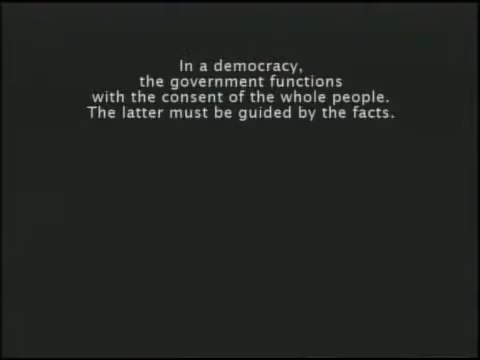 In a democracy,
the government functions
with the consent of the whole people.
The latter must be guided by the facts.